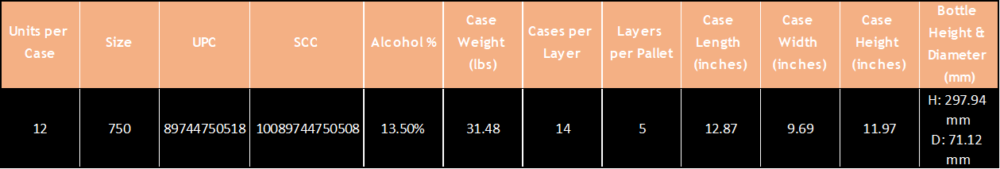 Units per
Case
Size
UPC
SCC
Alcohol %
Case
Weight
(lbs)
Cases per
Layer
Layers
per Pallet
Case
Length
(inches)
Case
Width
(inches)
Case
Height
(inches)
Bottle
Height &
Diameter
(mm)
12
750
89744750518
10089744750508
13.50%
31.48
14
5
12.87
9.69
11.97
H: 297.94
mm
D: 71.12
mm